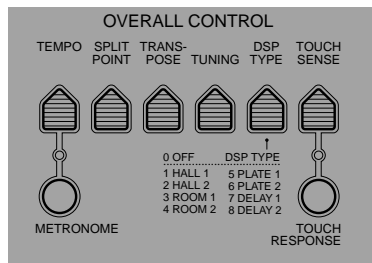 OVERALL CONTROL
TEMPO SPLIT POINT TRANS-POSE TUNING DSP TYPE TOUCH SENSE
0 OFF DSP TYPE
1 HALL 1 5 PLATE 1
2 HALL 2 6 PLATE 2
3 ROOM 1 7 DELAY 1
4 ROOM 2 8 DELAY 2
METRONOME
TOUCH
RESPONSE